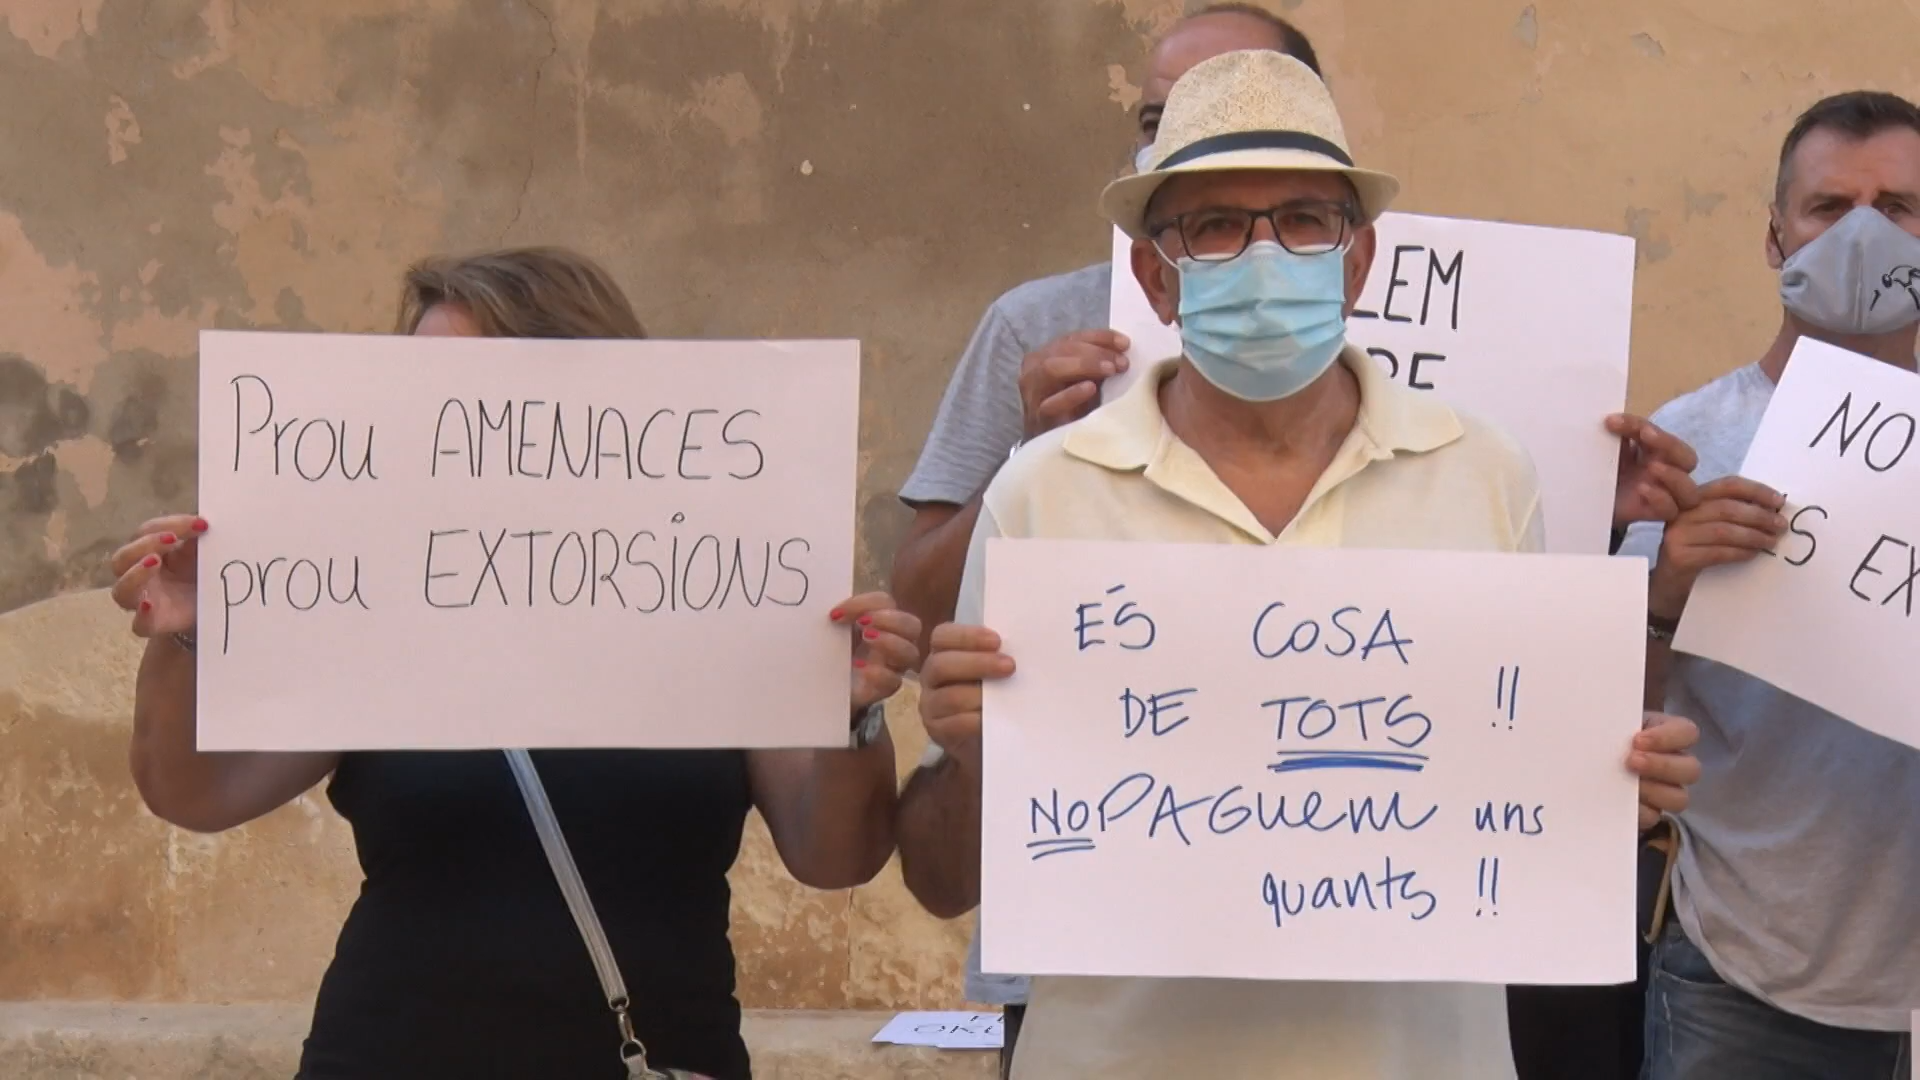 Prou AMENACES
prou EXTORSIONS
ÉS COSA
DE TOTS !!
NO PAGUEM uns
quants !!
NO